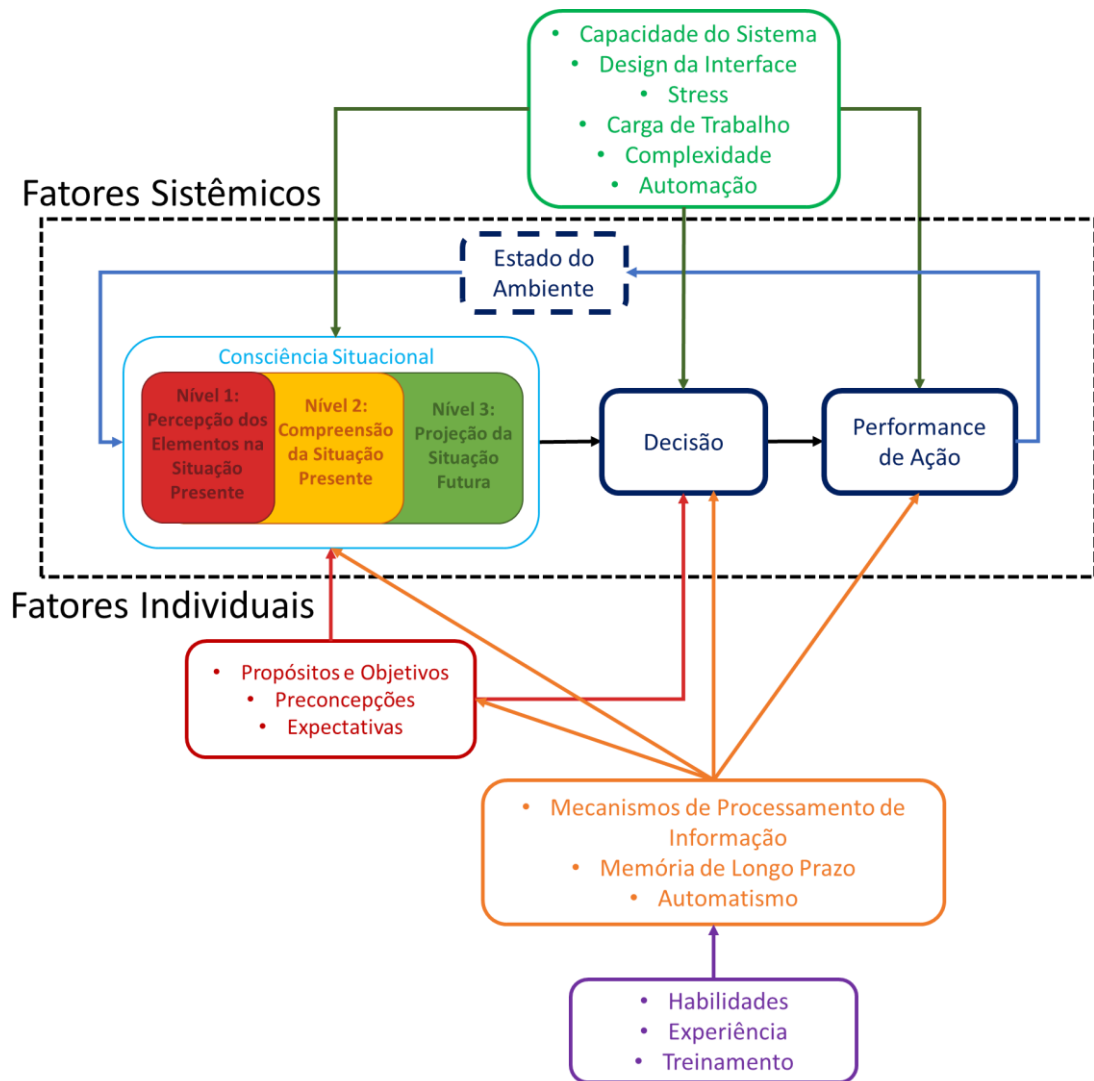 • Capacidade do Sistema
• Design da Interface
• Stress
• Carga de Trabalho
• Complexidade
• Automação
Fatores Sistêmicos
Estado do
Ambiente
Consciência Situacional
Nível 1:
Percepção dos
Elementos na
Situação
Presente
Nível 2:
Compreensão
da Situação
Presente
Nível 3:
Projeção da
Situação
Futura
Decisão
Performance
de Ação
Fatores Individuais
• Propósitos e Objetivos
• Preconcepções
• Expectativas
• Mecanismos de Processamento de
Informação
• Memória de Longo Prazo
• Automatismo
• Habilidades
• Experiência
• Treinamento